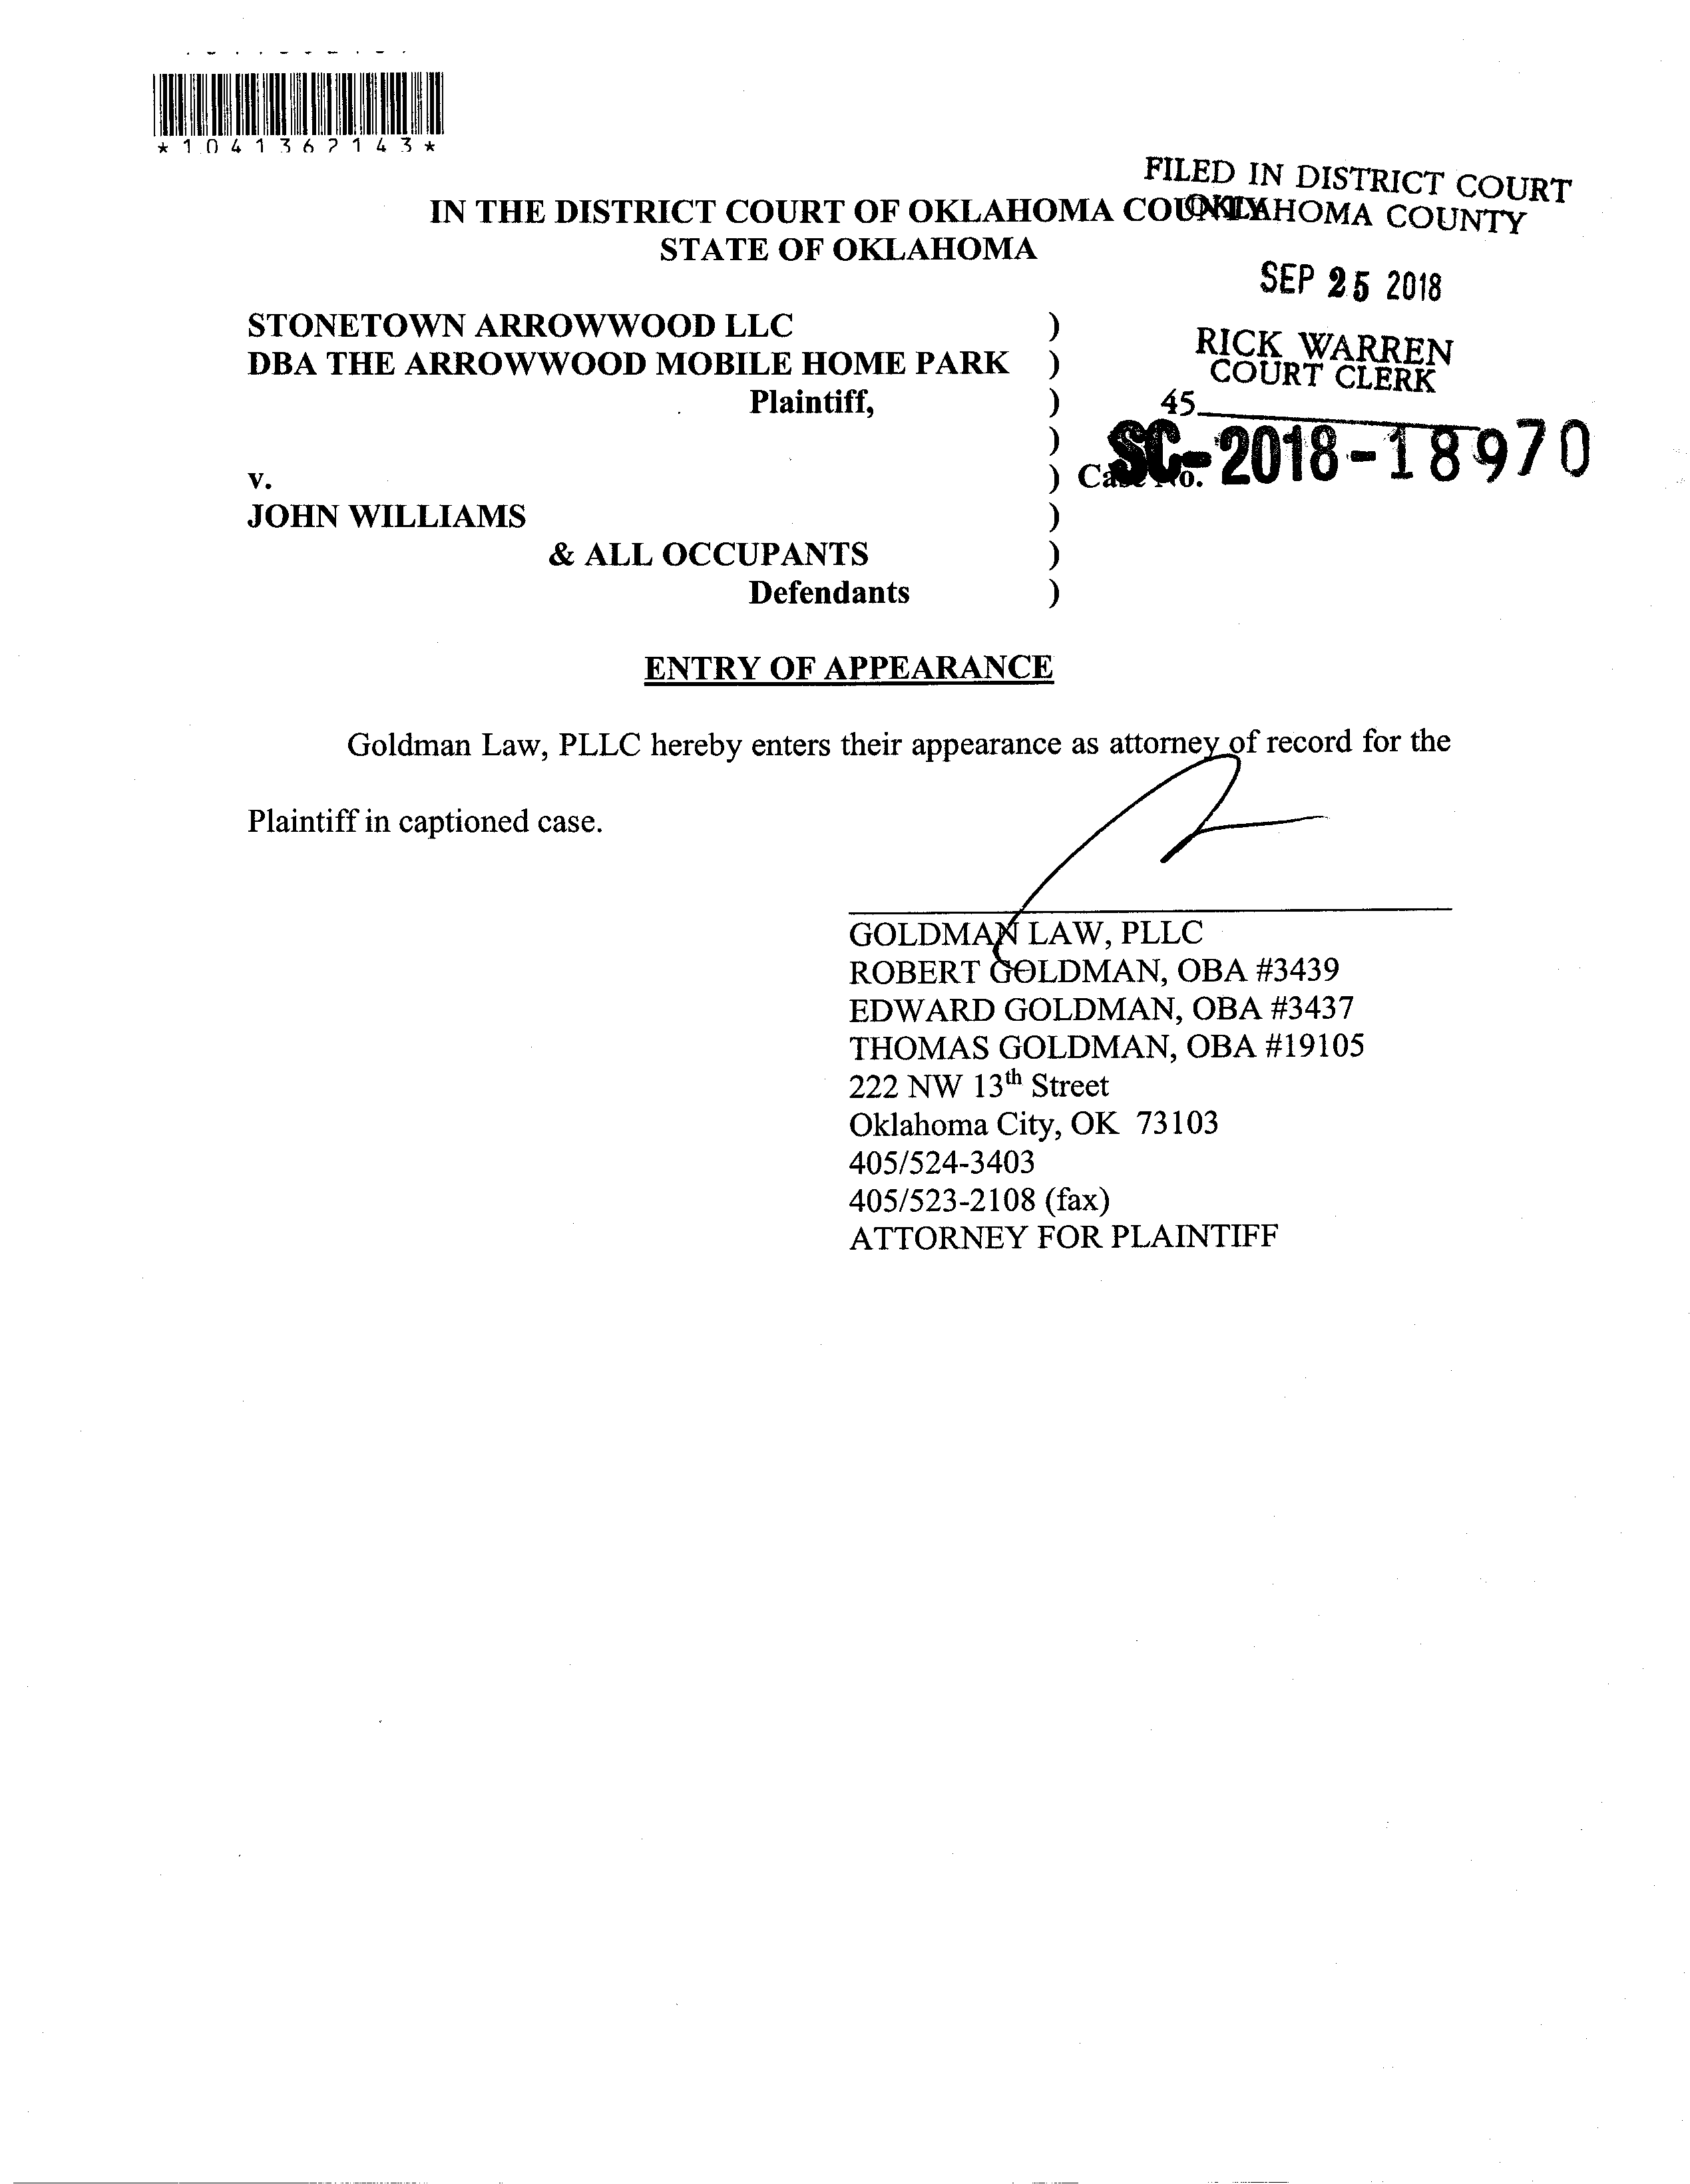 *1041362143*
FILED IN DISTRICT COURT
OKLAHOMA COUNTY
IN THE DISTRICT COURT OF OKLAHOMA COUNTY
STATE OF OKLAHOMA
SEP 25 2018
STONETOWN ARROWWOOD LLC )
RICK WARREN
DBA THE ARROWWOOD MOBILE HOME PARK )
COURT CLERK
Plaintiff, )
45
)
v. ) Case No. SC-2018-18970
JOHN WILLIAMS )
& ALL OCCUPANTS )
Defendants )
ENTRY OF APPEARANCE
Goldman Law, PLLC hereby enters their appearance as attorney of record for the
Plaintiff in captioned case.
GOLDMAN LAW, PLLC
ROBERT GOLDMAN, OBA #3439
EDWARD GOLDMAN, OBA #3437
THOMAS GOLDMAN, OBA #19105
222 NW 13th Street
Oklahoma City, OK 73103
405/524-3403
405/523-2108 (fax)
ATTORNEY FOR PLAINTIFF